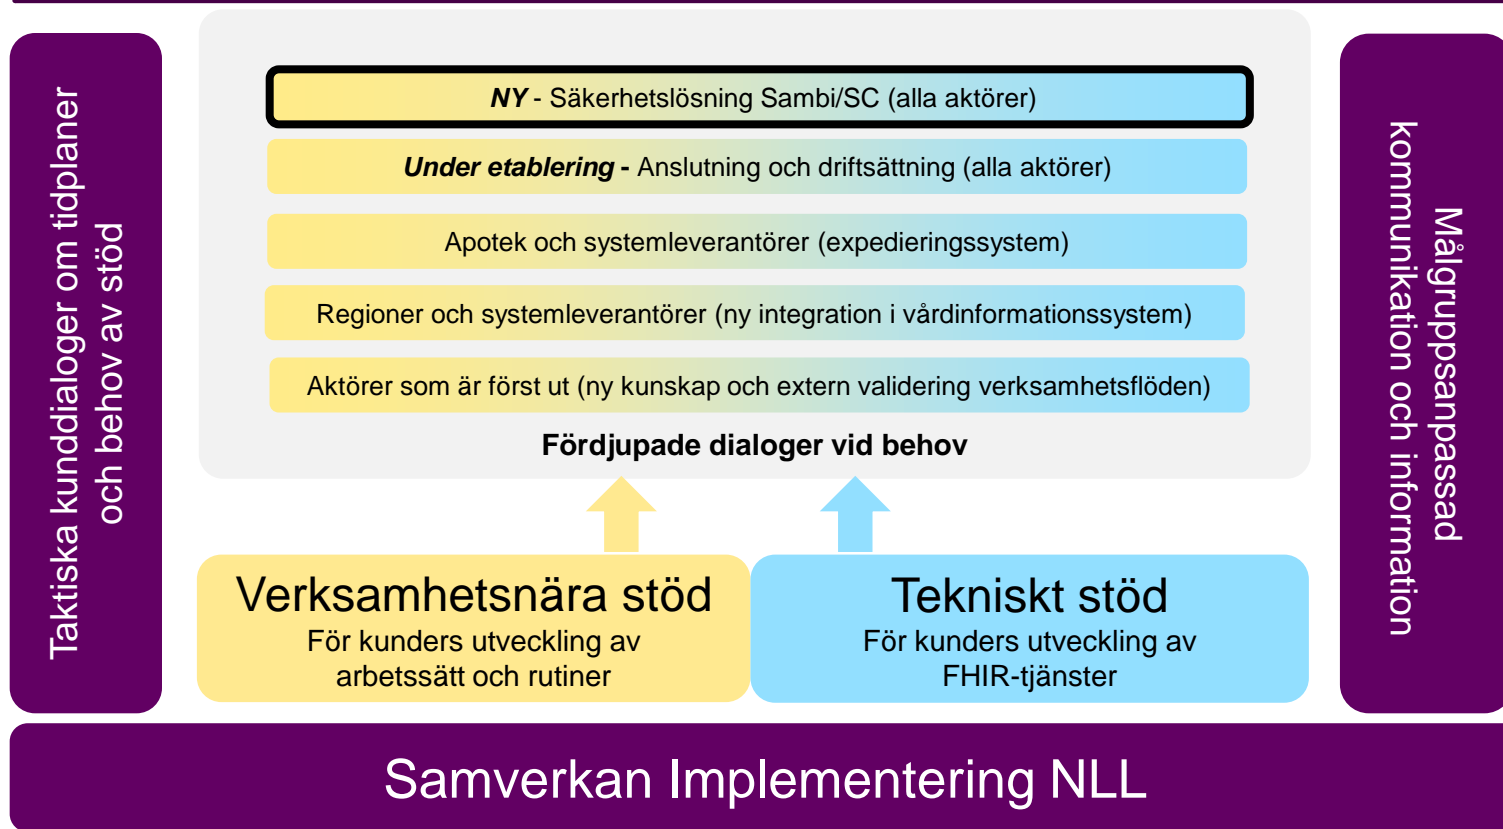 Taktiska kunddialoger om tidplaner
och behov av stöd
NY - Säkerhetslösning Sambi/SC (alla aktörer)
Under etablering - Anslutning och driftsättning (alla aktörer)
Apotek och systemleverantörer (expedieringssystem)
Regioner och systemleverantörer (ny integration i vårdinformationssystem)
Aktörer som är först ut (ny kunskap och extern validering verksamhetsflöden)
Fördjupade dialoger vid behov
Verksamhetsnära stöd
För kunders utveckling av
arbetssätt och rutiner
Tekniskt stöd
För kunders utveckling av
FHIR-tjänster
Målgruppsanpassad
kommunikation och information
Samverkan Implementering NLL